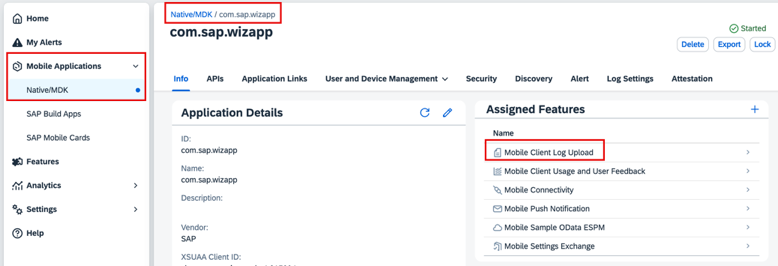 Home
My Alerts
Mobile Applications
Native/MDK
SAP Build Apps
SAP Mobile Cards
Features
Analytics
Settings
Help
Native/MDK / com.sap.wizapp
com.sap.wizapp
Started
Delete Export Lock
Info APIs Application Links User and Device Management Security Discovery Alert Log Settings Attestation
Application Details
ID:
com.sap.wizapp
Name:
com.sap.wizapp
Description:
Vendor:
SAP
XSUAA Client ID:
Assigned Features
Name
Mobile Client Log Upload
Mobile Client Usage and User Feedback
Mobile Connectivity
Mobile Push Notification
Mobile Sample OData ESPM
Mobile Settings Exchange